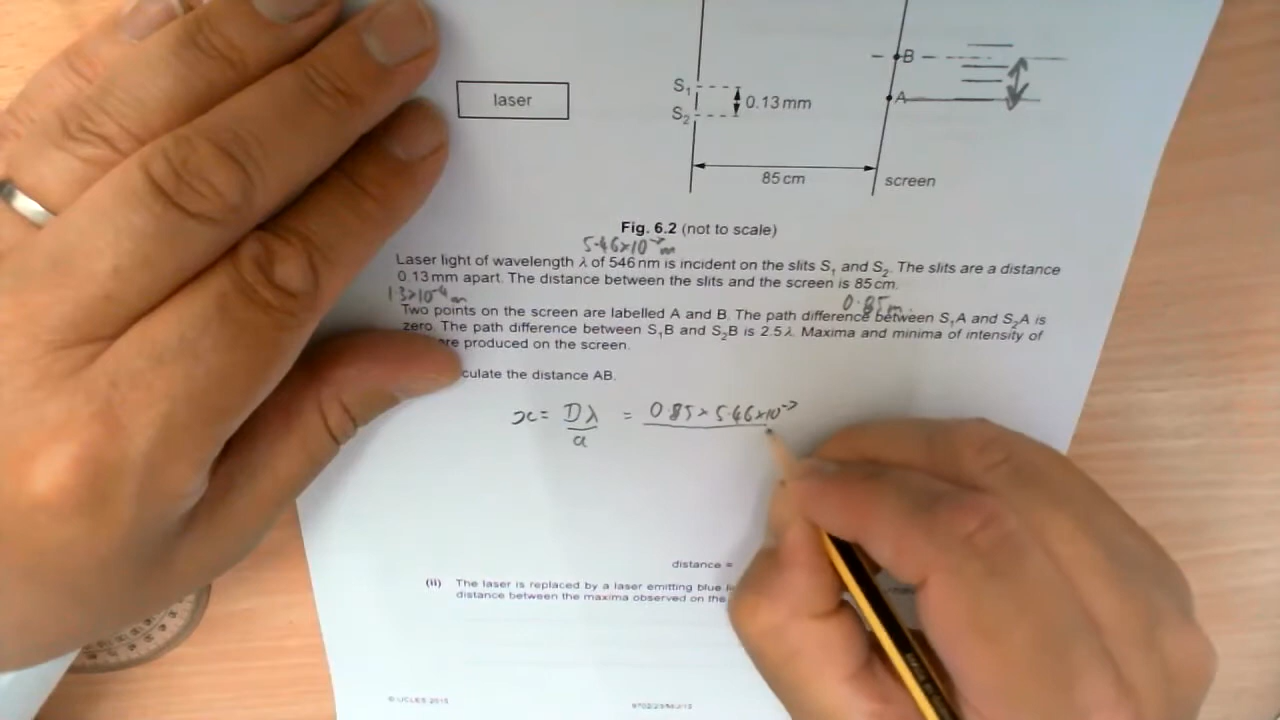 laser
S1
S2
0.13 mm
B
A
85 cm
screen
Fig. 6.2 (not to scale)
5.46×10⁻⁷ m
Laser light of wavelength λ of 546 nm is incident on the slits S1 and S2. The slits are a distance
0.13 mm apart. The distance between the slits and the screen is 85 cm.
1.3×10⁻⁴ m
0.85 m
Two points on the screen are labelled A and B. The path difference between S1A and S2A is
zero. The path difference between S1B and S2B is 2.5 λ. Maxima and minima of intensity of
are produced on the screen.
culate the distance AB.
x = Dλ / a = 0.85 × 5.46×10⁻⁷
distance =
(ii) The laser is replaced by a laser emitting blue
distance between the maxima observed on the
© UCLES 2015